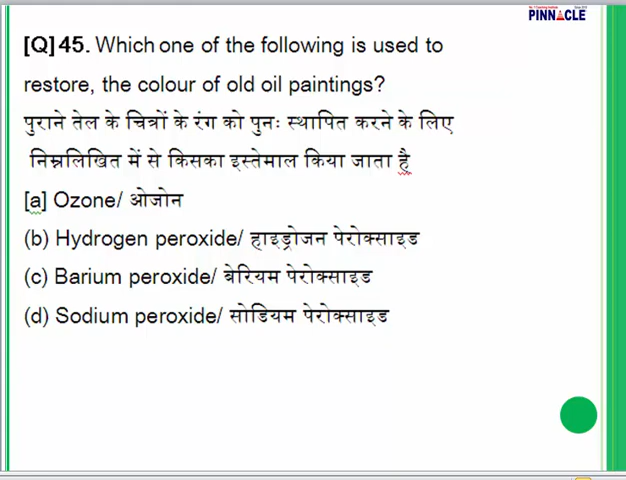 PINNACLE
[Q] 45. Which one of the following is used to
restore, the colour of old oil paintings?
पुराने तेल के चित्रों के रंग को पुनः स्थापित करने के लिए
निम्नलिखित में से किसका इस्तेमाल किया जाता है
[a] Ozone/ ओजोन
(b) Hydrogen peroxide/ हाइड्रोजन पेरोक्साइड
(c) Barium peroxide/ बेरियम पेरोक्साइड
(d) Sodium peroxide/ सोडियम पेरोक्साइड